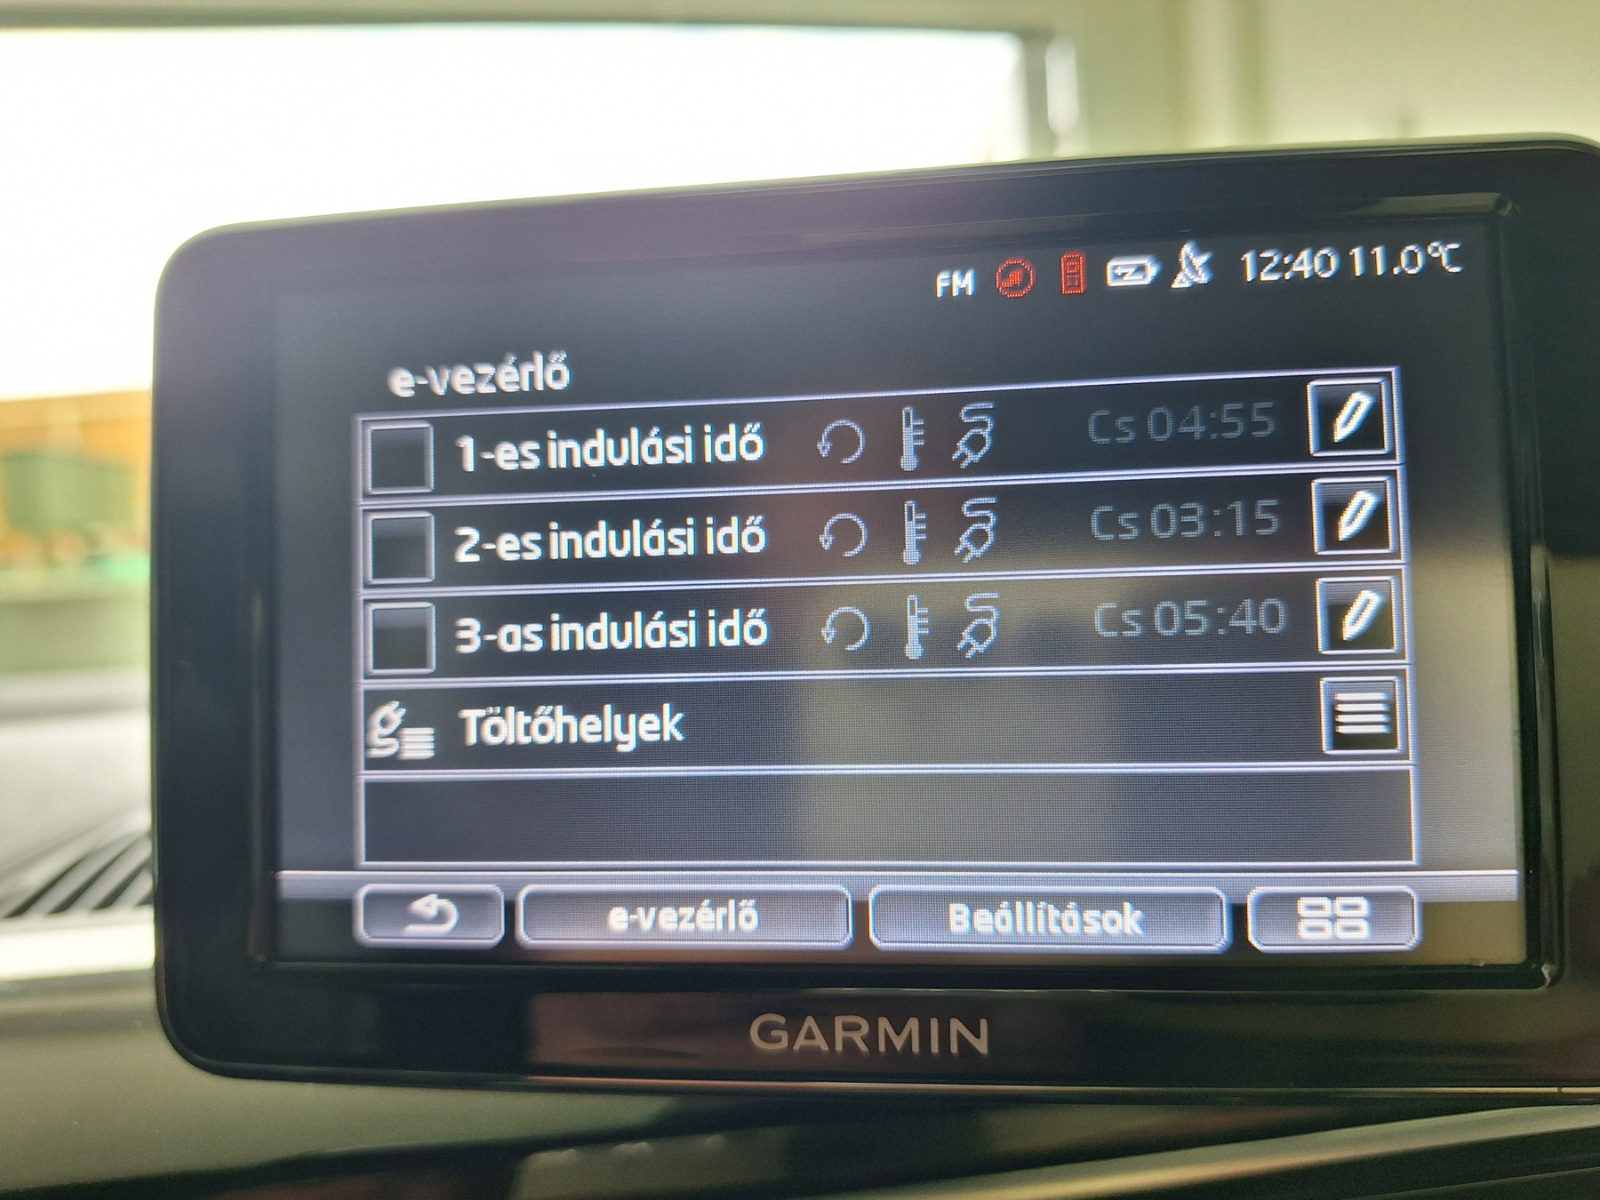 FM 12:40 11.0°C
e-vezérlő
1-es indulási idő Cs 04:55
2-es indulási idő Cs 03:15
3-as indulási idő Cs 05:40
Töltőhelyek
e-vezérlő Beállítások
GARMIN